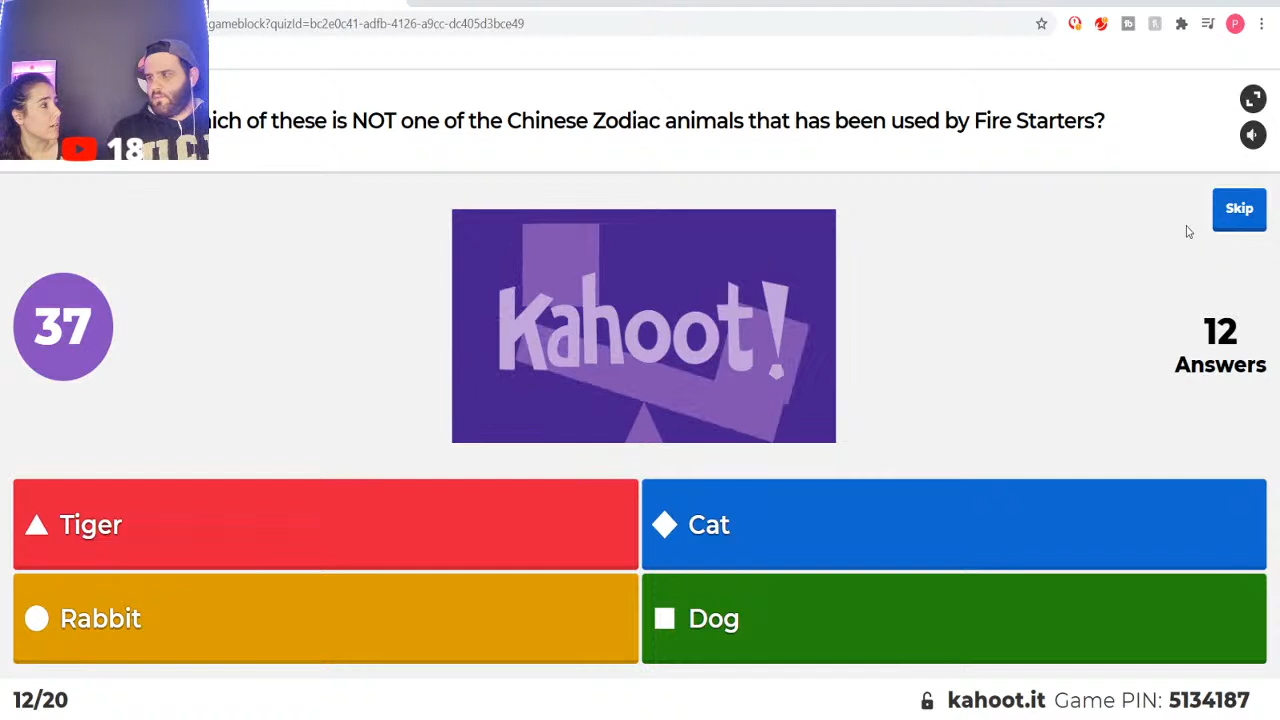 gameblock?quizId=bc2e0c41-adfb-4126-a9cc-dc405d3bce49
hich of these is NOT one of the Chinese Zodiac animals that has been used by Fire Starters?
18
Skip
Kahoot!
37
12
Answers
Tiger
Cat
Rabbit
Dog
12/20
kahoot.it Game PIN: 5134187